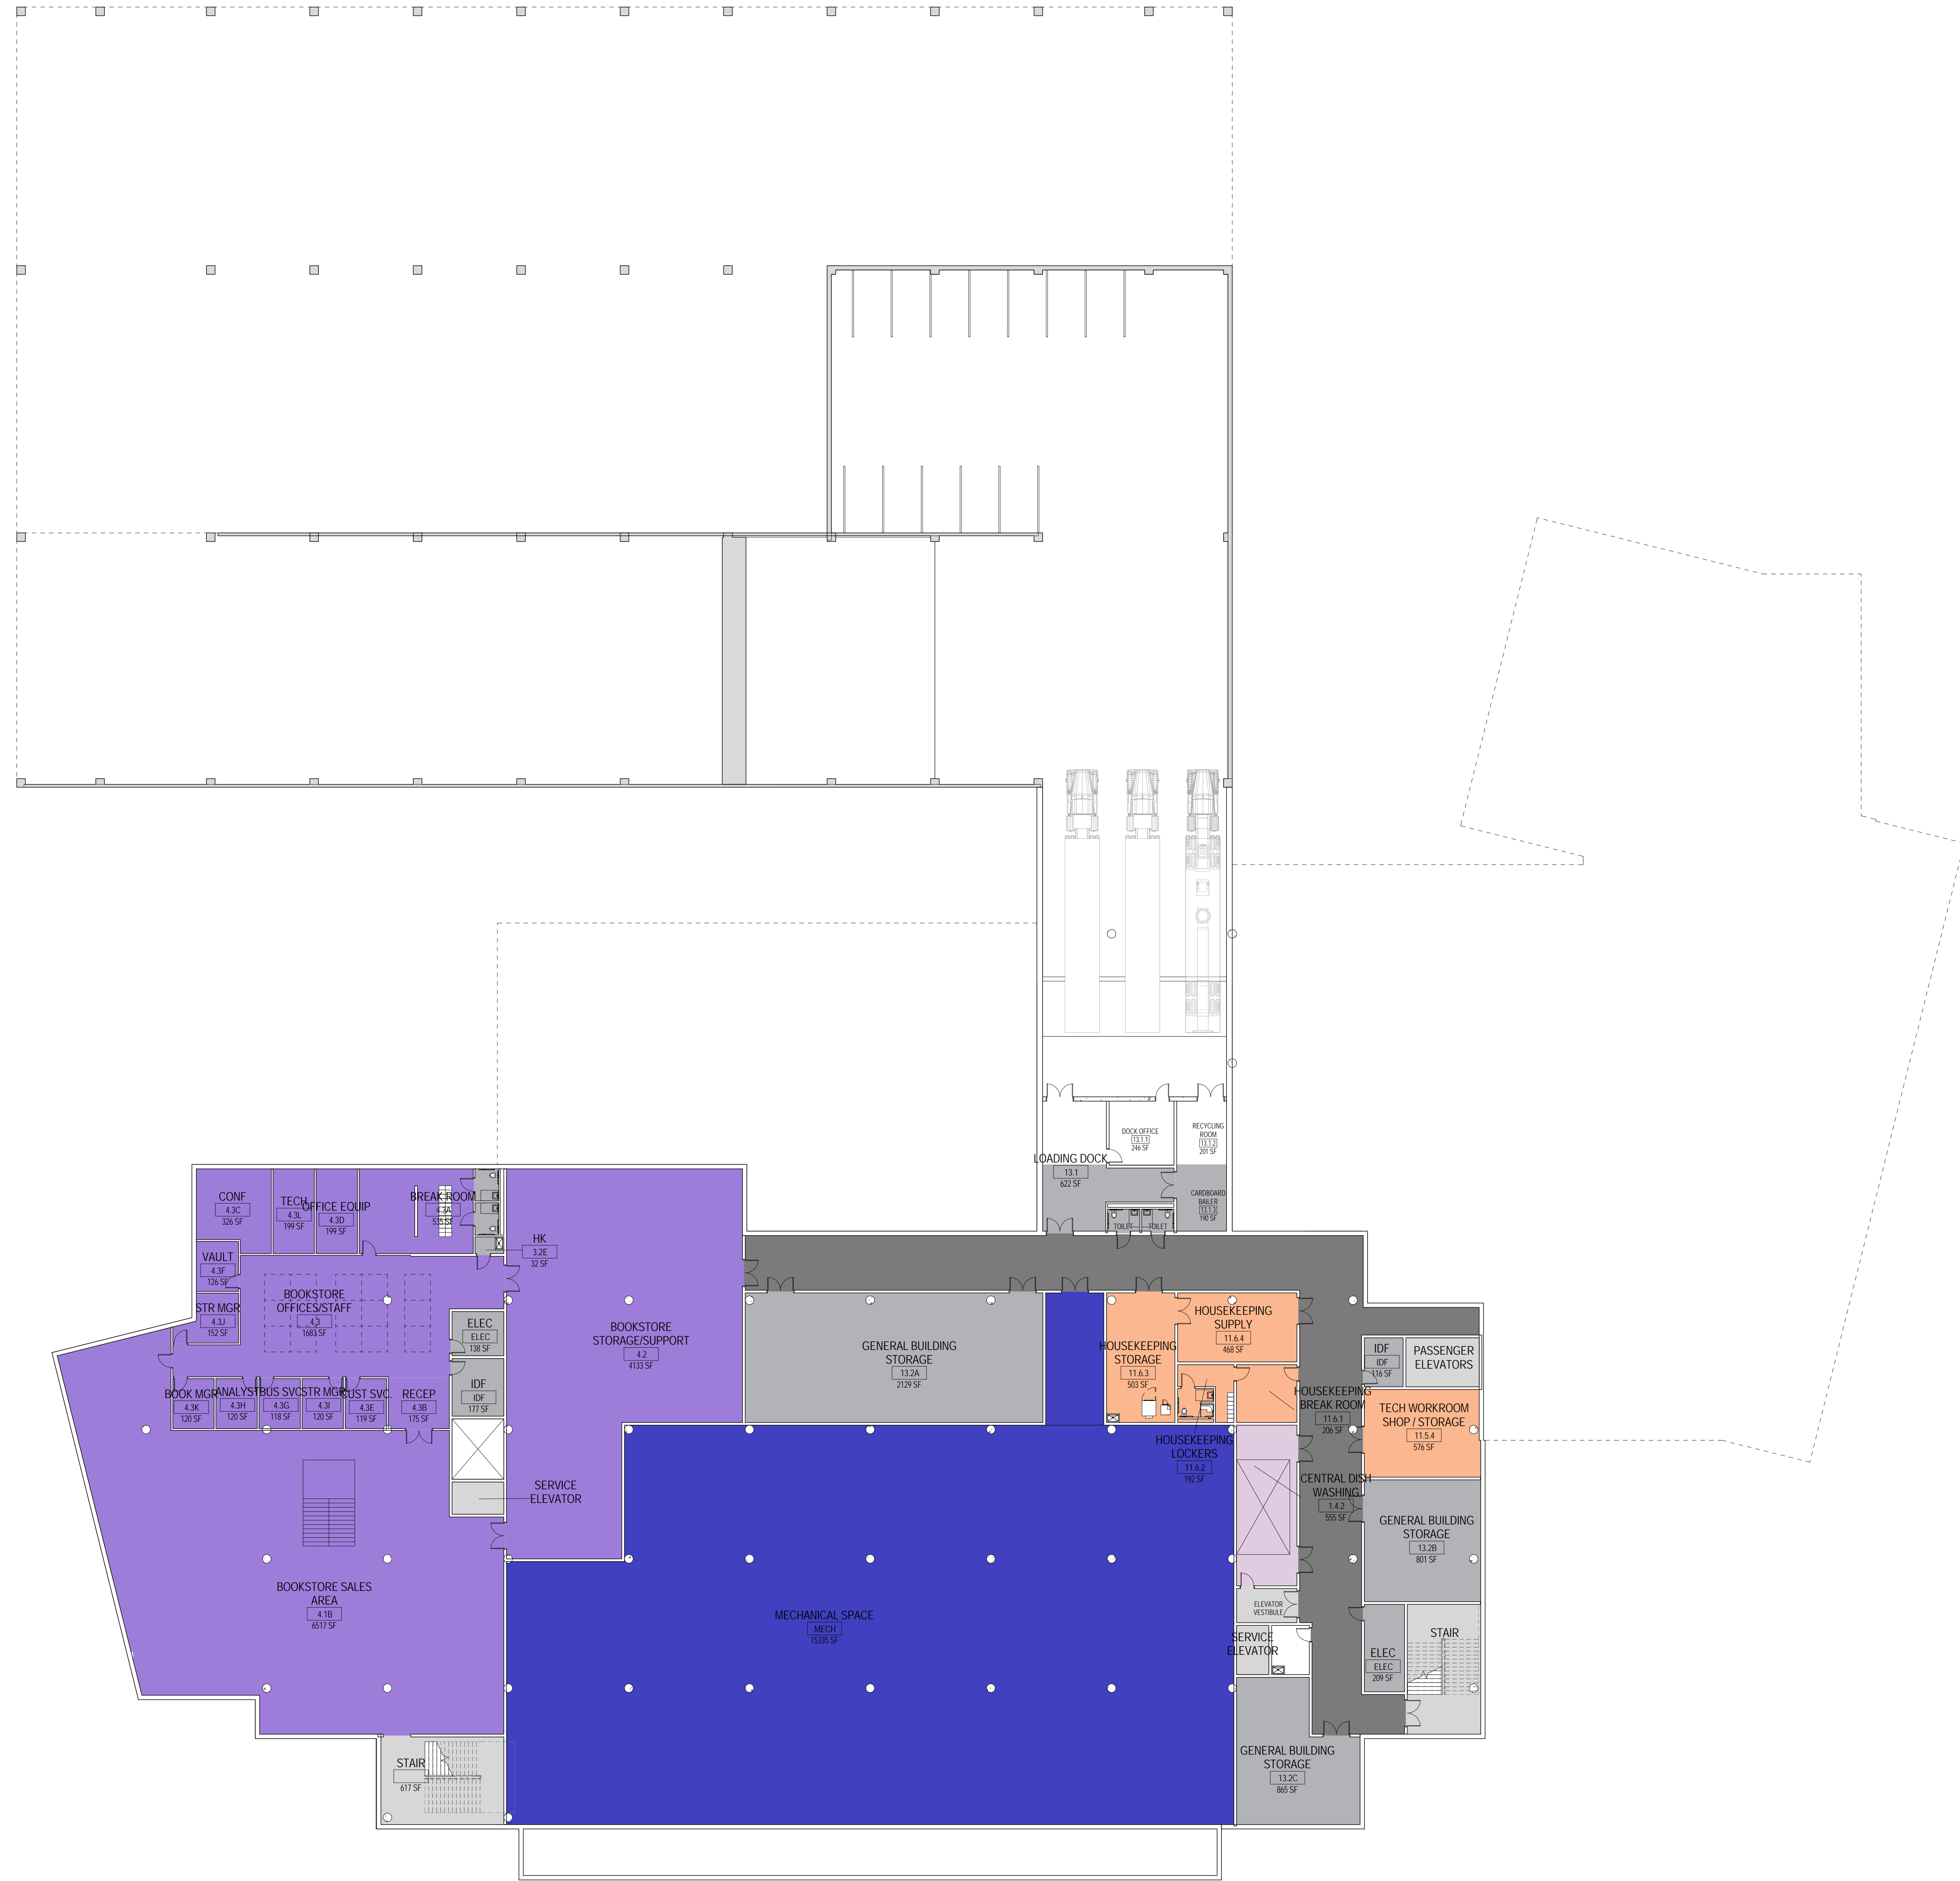 DOCK OFFICE
13.1.1
246 SF
RECYCLING
ROOM
13.1.2
201 SF
LOADING DOCK
13.1
622 SF
CARDBOARD
BAILER
13.1.3
190 SF
TOILET
TOILET
CONF
4.3C
326 SF
TECH
4.3L
199 SF
OFFICE EQUIP
4.3D
199 SF
BREAK ROOM
4.3A
535 SF
HK
3.2E
32 SF
VAULT
4.3F
126 SF
STR MGR
4.3J
152 SF
BOOKSTORE
OFFICES/STAFF
4.3
1683 SF
ELEC
ELEC
138 SF
IDF
IDF
177 SF
BOOKSTORE
STORAGE/SUPPORT
4.2
4133 SF
GENERAL BUILDING
STORAGE
13.2A
2129 SF
HOUSEKEEPING
STORAGE
11.6.3
503 SF
HOUSEKEEPING
SUPPLY
11.6.4
468 SF
IDF
IDF
116 SF
PASSENGER
ELEVATORS
BOOK MGR
4.3K
120 SF
ANALYST
4.3H
120 SF
BUS SVC
4.3G
118 SF
STR MGR
4.3I
120 SF
CUST SVC.
4.3E
119 SF
RECEP
4.3B
175 SF
HOUSEKEEPING
BREAK ROOM
11.6.1
206 SF
TECH WORKROOM
SHOP / STORAGE
11.5.4
576 SF
HOUSEKEEPING
LOCKERS
11.6.2
192 SF
SERVICE
ELEVATOR
CENTRAL DISH
WASHING
1.4.2
555 SF
GENERAL BUILDING
STORAGE
13.2B
801 SF
BOOKSTORE SALES
AREA
4.1B
6517 SF
MECHANICAL SPACE
MECH
15335 SF
ELEVATOR
VESTIBULE
SERVICE
ELEVATOR
ELEC
ELEC
209 SF
STAIR
STAIR
617 SF
GENERAL BUILDING
STORAGE
13.2C
865 SF